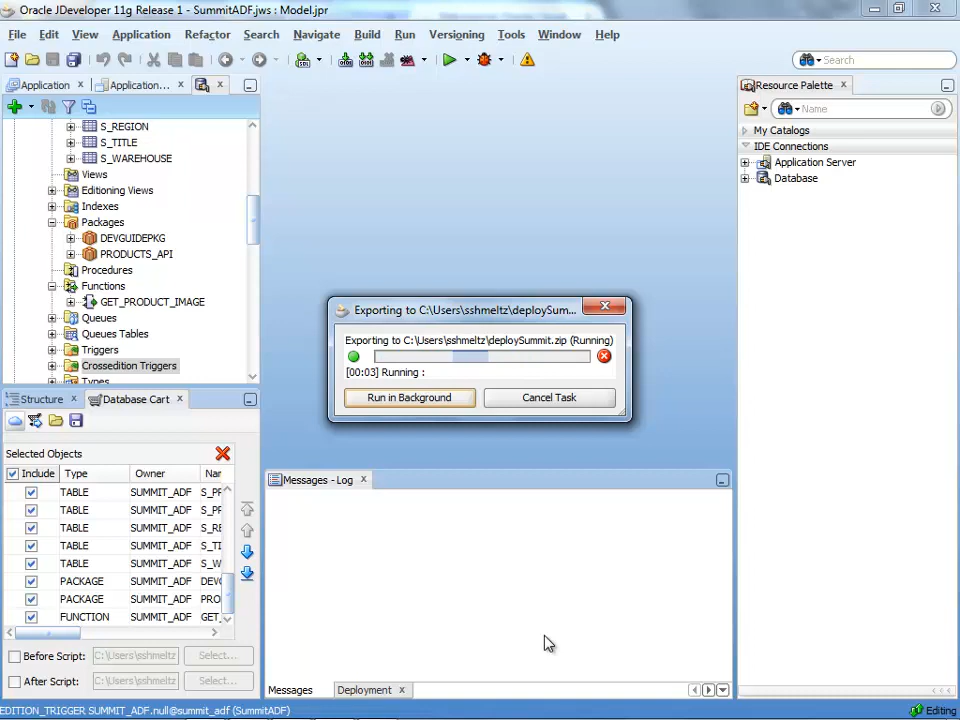 Oracle JDeveloper 11g Release 1 - SummitADF.jws : Model.jpr
File Edit View Application Refactor Search Navigate Build Run Versioning Tools Window Help
Search
Application Application...
S_REGION
S_TITLE
S_WAREHOUSE
Views
Editioning Views
Indexes
Packages
DEVGUIDEPKG
PRODUCTS_API
Procedures
Functions
GET_PRODUCT_IMAGE
Queues
Queues Tables
Triggers
Crossedition Triggers
Types
Structure Database Cart
Selected Objects
Include Type Owner Nar
TABLE SUMMIT_ADF S_PF
TABLE SUMMIT_ADF S_PF
TABLE SUMMIT_ADF S_RE
TABLE SUMMIT_ADF S_TI
TABLE SUMMIT_ADF S_W
PACKAGE SUMMIT_ADF DEVC
PACKAGE SUMMIT_ADF PRO
FUNCTION SUMMIT_ADF GET_
Before Script: C:\Users\sshmeltz Select...
After Script: C:\Users\sshmeltz Select...
Exporting to C:\Users\sshmeltz\deploySum...
Exporting to C:\Users\sshmeltz\deploySummit.zip (Running)
[00:03] Running :
Run in Background Cancel Task
Messages - Log
Messages Deployment
Resource Palette
Name
My Catalogs
IDE Connections
Application Server
Database
EDITION_TRIGGER SUMMIT_ADF.null@summit_adf (SummitADF)
Editing